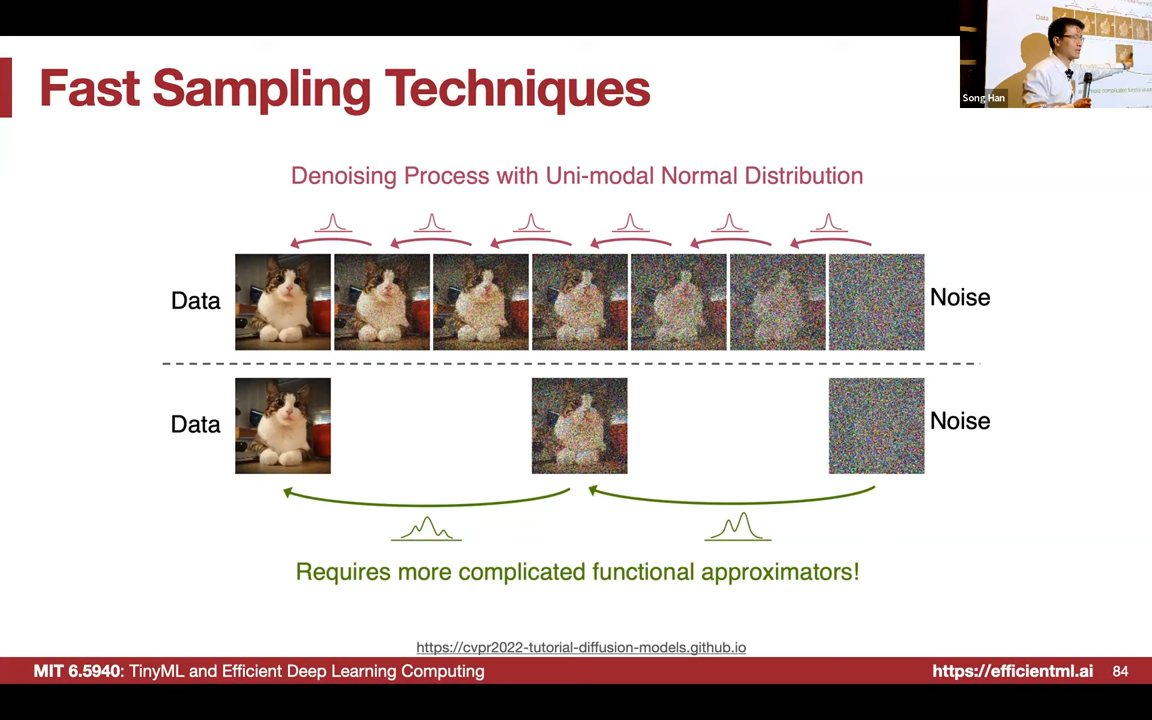 Fast Sampling Techniques
Data
Song Han
Denoising Process with Uni-modal Normal Distribution
Data
Noise
Data
Noise
Requires more complicated functional approximators!
https://cvpr2022-tutorial-diffusion-models.github.io
MIT 6.5940: TinyML and Efficient Deep Learning Computing
https://efficientml.ai
84